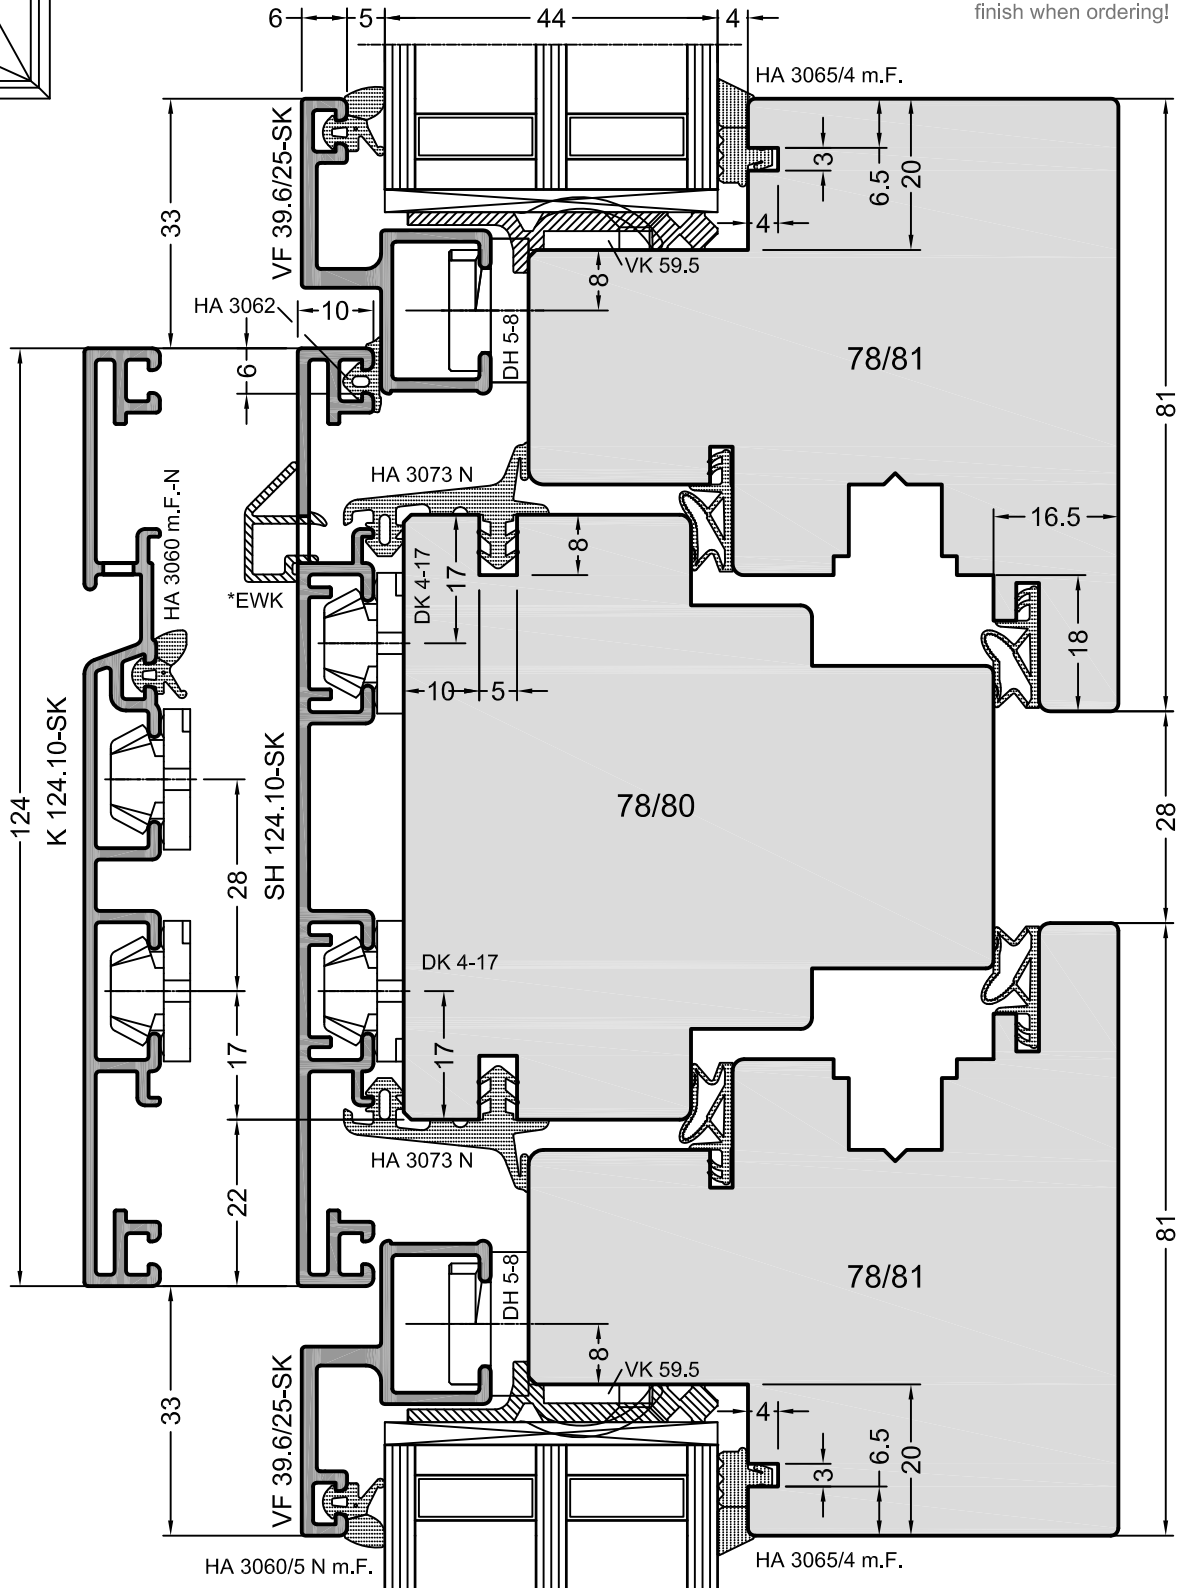 finish when ordering!
6
5
44
4
HA 3065/4 m.F.
VF 39.6/25-SK
33
3
6.5
20
4
VK 59.5
8
HA 3062
10
DH 5-8
6
78/81
81
HA 3073 N
HA 3060 m.F.-N
*EWK
DK 4-17
17
8
16.5
18
10
5
K 124.10-SK
SH 124.10-SK
124
78/80
28
28
DK 4-17
17
17
HA 3073 N
22
DH 5-8
78/81
81
8
VK 59.5
VF 39.6/25-SK
33
4
3
6.5
20
HA 3060/5 N m.F.
HA 3065/4 m.F.